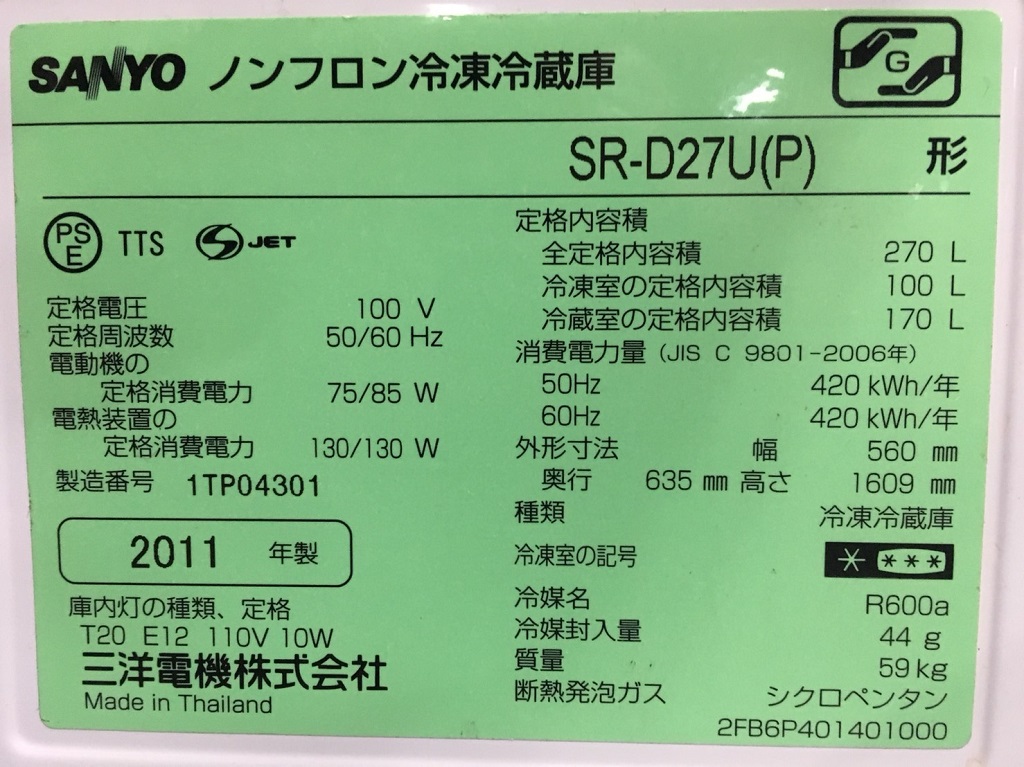 SANYO ノンフロン冷凍冷蔵庫
G
SR-D27U(P) 形
PS E TTS JET
定格電圧 100 V
定格周波数 50/60 Hz
電動機の
定格消費電力 75/85 W
電熱装置の
定格消費電力 130/130 W
製造番号 1TP04301
2011 年製
庫内灯の種類、定格
T20 E12 110V 10W
三洋電機株式会社
Made in Thailand
定格内容積
全定格内容積 270 L
冷凍室の定格内容積 100 L
冷蔵室の定格内容積 170 L
消費電力量 (JIS C 9801-2006年)
50Hz 420 kWh/年
60Hz 420 kWh/年
外形寸法 幅 560 mm
奥行 635 mm 高さ 1609 mm
種類 冷凍冷蔵庫
冷凍室の記号 * ***
冷媒名 R600a
冷媒封入量 44 g
質量 59 kg
断熱発泡ガス シクロペンタン
2FB6P401401000